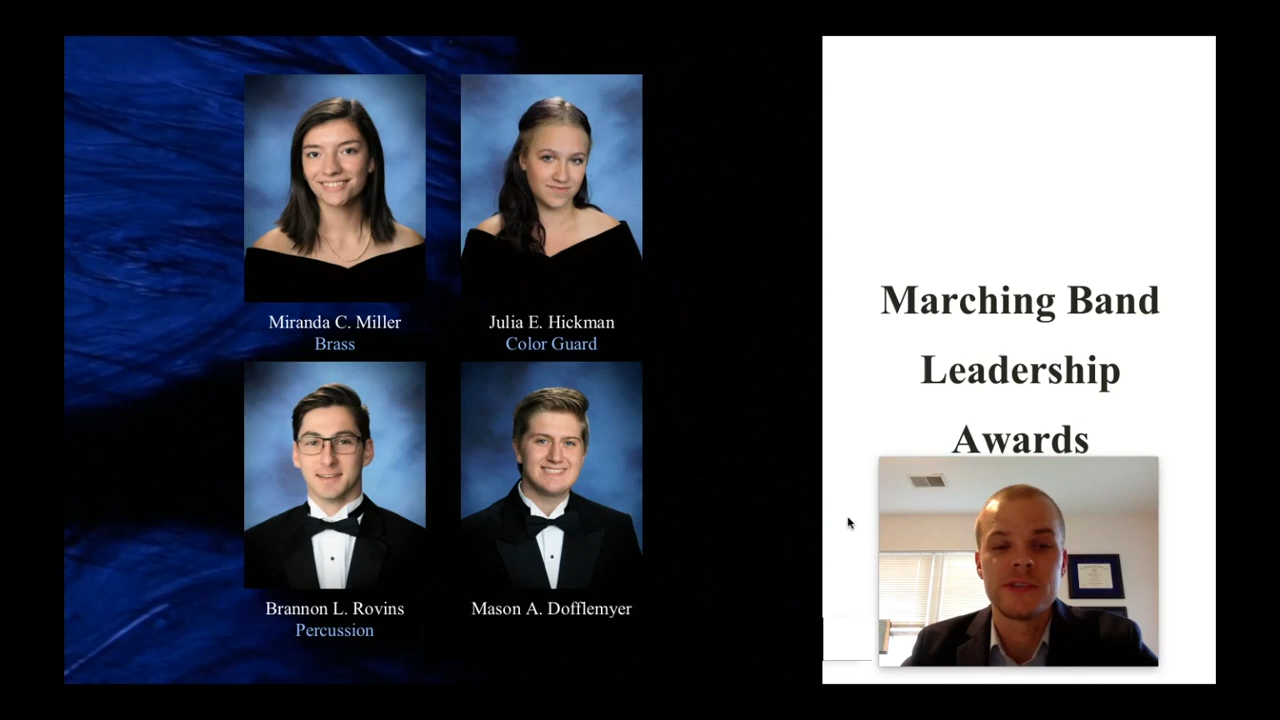 Miranda C. Miller
Brass
Julia E. Hickman
Color Guard
Brannon L. Rovins
Percussion
Mason A. Dofflemyer
Marching Band
Leadership
Awards